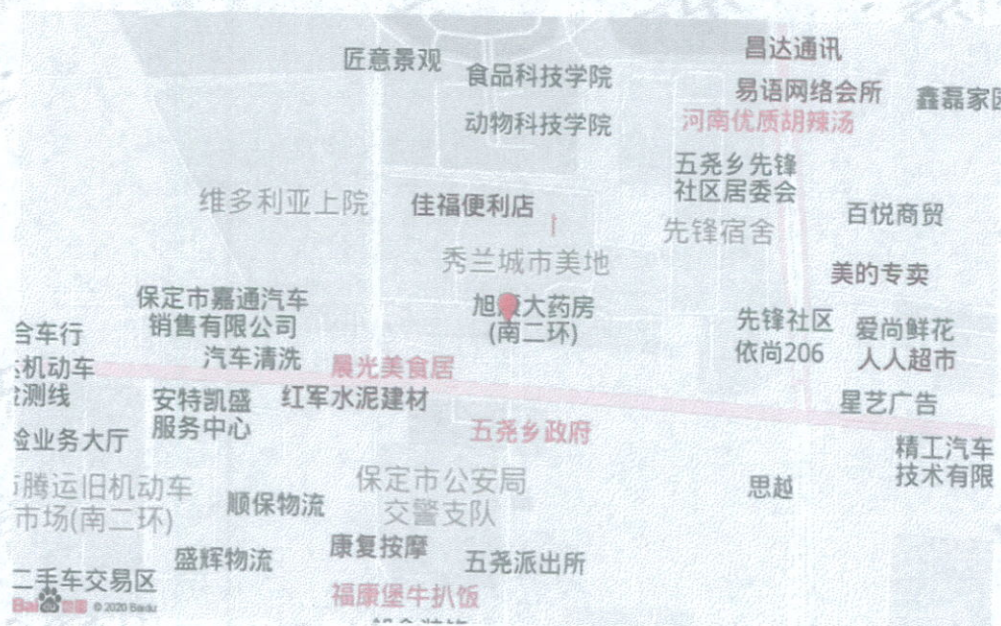 匠意景观
食品科技学院
昌达通讯
易语网络会所
鑫磊家园
动物科技学院
河南优质胡辣汤
五尧乡先锋
社区居委会
维多利亚上院
佳福便利店
先锋宿舍
百悦商贸
秀兰城市美地
美的专卖
保定市嘉通汽车
销售有限公司
旭康大药房
(南二环)
先锋社区
爱尚鲜花
合车行
汽车清洗
晨光美食居
依尚206
人人超市
机动车
测线
安特凯盛
服务中心
红军水泥建材
星艺广告
五尧乡政府
检业务大厅
精工汽车
技术有限
腾运旧机动车
市场(南二环)
顺保物流
保定市公安局
交警支队
思越
盛辉物流
康复按摩
五尧派出所
二手车交易区
福康堡牛扒饭
Bai 地图 © 2020 Baidu